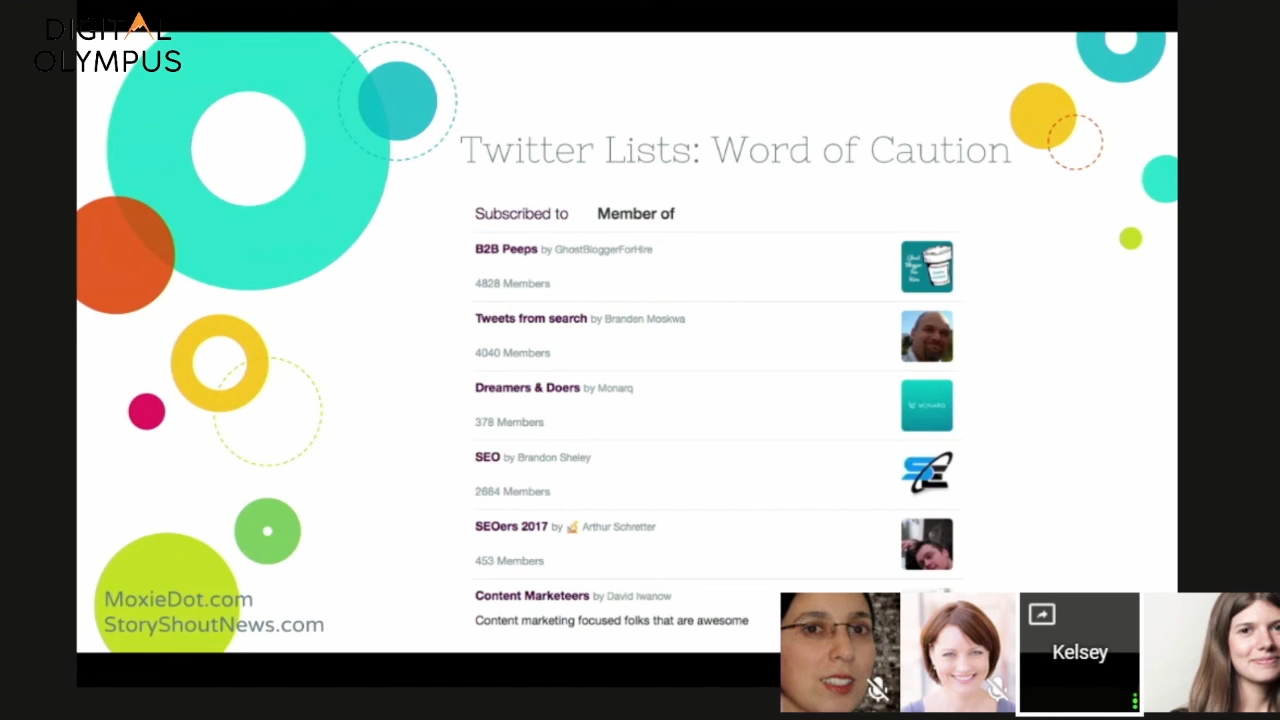 DIGITAL
OLYMPUS
Twitter Lists: Word of Caution
Subscribed to Member of
B2B Peeps by GhostBloggerForHire
4828 Members
Tweets from search by Branden Moskwa
4040 Members
Dreamers & Doers by Monarq
378 Members
MONARQ
SEO by Brandon Sheley
2684 Members
SEOers 2017 by Arthur Schretter
453 Members
Content Marketeers by David Iwanow
Content marketing focused folks that are awesome
MoxieDot.com
StoryShoutNews.com
Kelsey